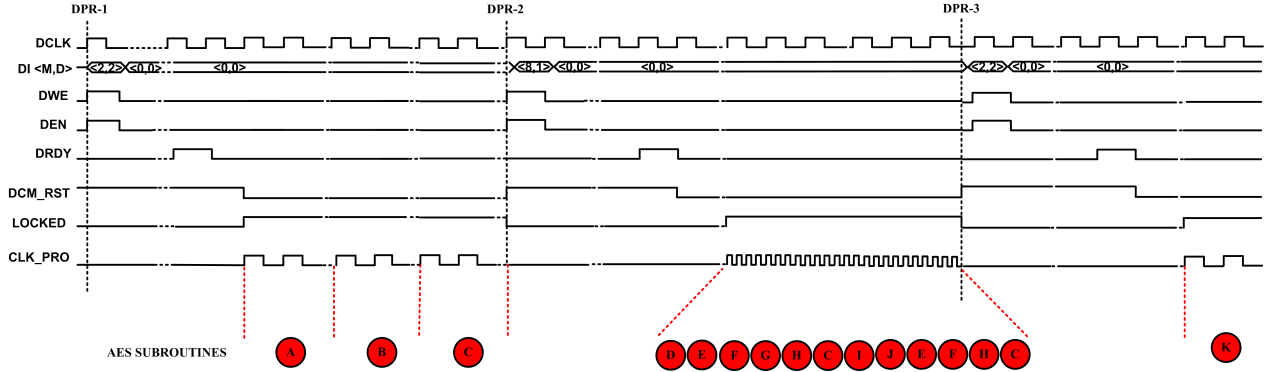 DPR-1 DPR-2 DPR-3
DCLK
DI <M,D> <2,2> <0,0> <0,0> <8,1> <0,0> <0,0> <2,2> <0,0> <0,0>
DWE
DEN
DRDY
DCM_RST
LOCKED
CLK_PRO
AES SUBROUTINES A B C D E F G H C I J E F H C K